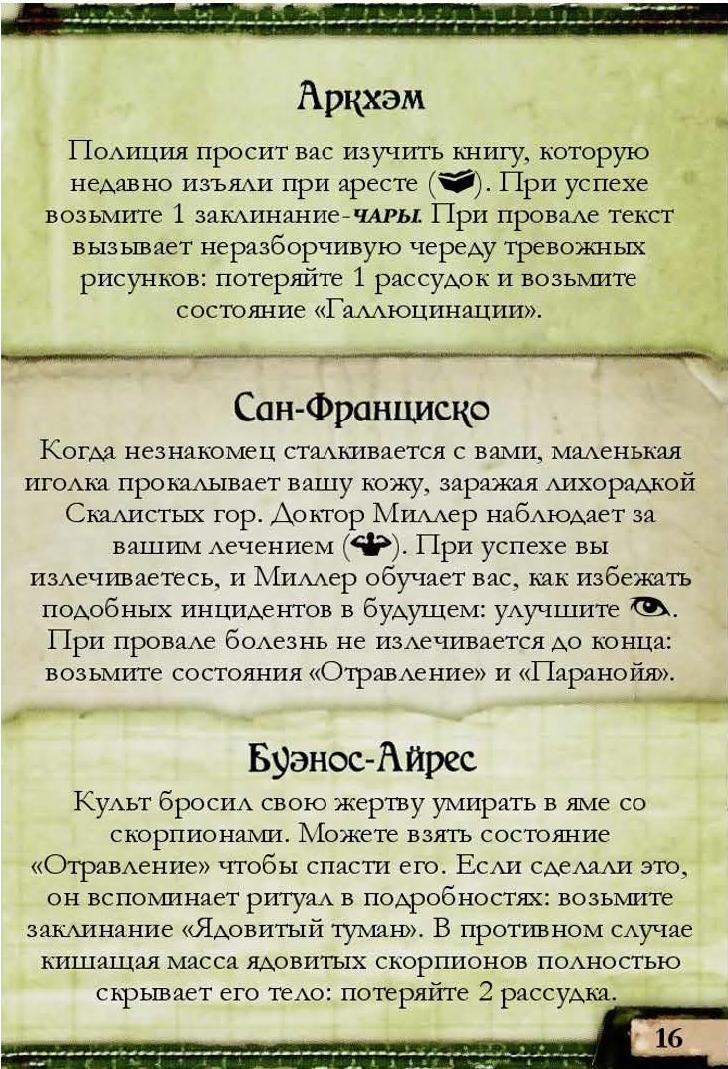 Аркхэм
Полиция просит вас изучить книгу, которую
недавно изъяли при аресте (). При успехе
возьмите 1 заклинание-ЧАРЫ. При провале текст
вызывает неразборчивую череду тревожных
рисунков: потеряйте 1 рассудок и возьмите
состояние «Галлюцинации».
Сан-Франциско
Когда незнакомец сталкивается с вами, маленькая
иголка прокалывает вашу кожу, заражая лихорадкой
Скалистых гор. Доктор Миллер наблюдает за
вашим лечением (). При успехе вы
излечиваетесь, и Миллер обучает вас, как избежать
подобных инцидентов в будущем: улучшите .
При провале болезнь не излечивается до конца:
возьмите состояния «Отравление» и «Паранойя».
Буэнос-Айрес
Культ бросил свою жертву умирать в яме со
скорпионами. Можете взять состояние
«Отравление» чтобы спасти его. Если сделали это,
он вспоминает ритуал в подробностях: возьмите
заклинание «Ядовитый туман». В противном случае
кишащая масса ядовитых скорпионов полностью
скрывает его тело: потеряйте 2 рассудка.
16